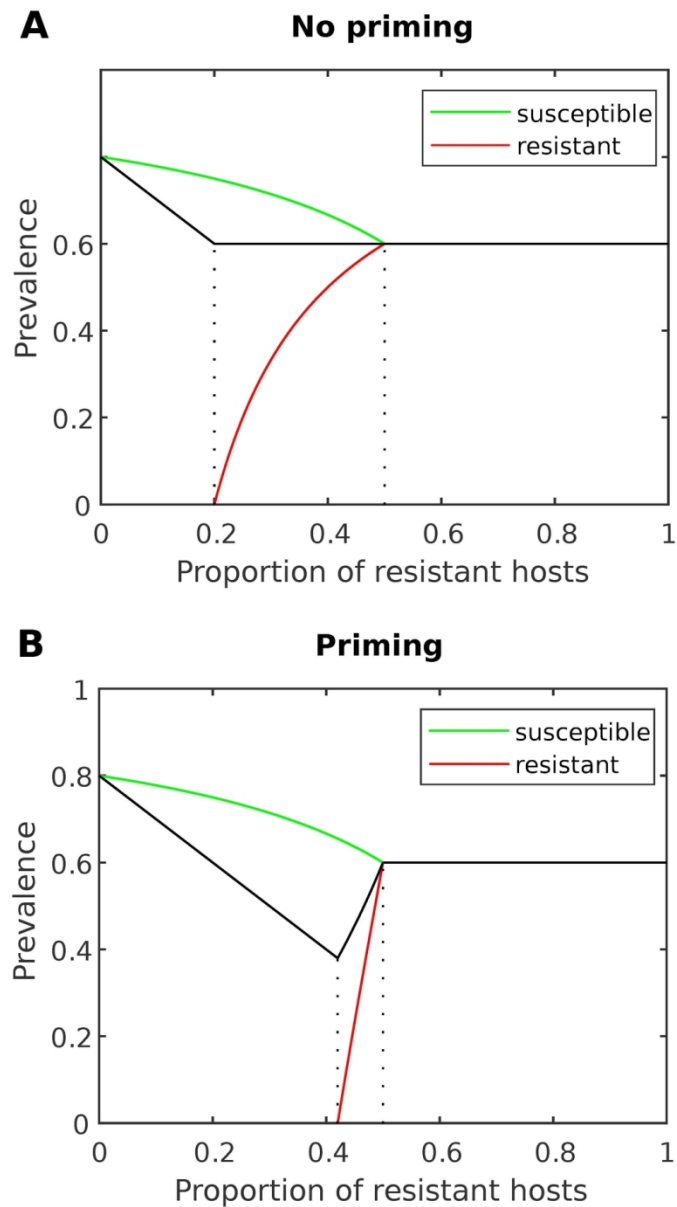 A
No priming
susceptible
resistant
Prevalence
0.6
0.4
0.2
0
0 0.2 0.4 0.6 0.8 1
Proportion of resistant hosts
B
Priming
1
susceptible
resistant
0.8
Prevalence
0.6
0.4
0.2
0
0 0.2 0.4 0.6 0.8 1
Proportion of resistant hosts